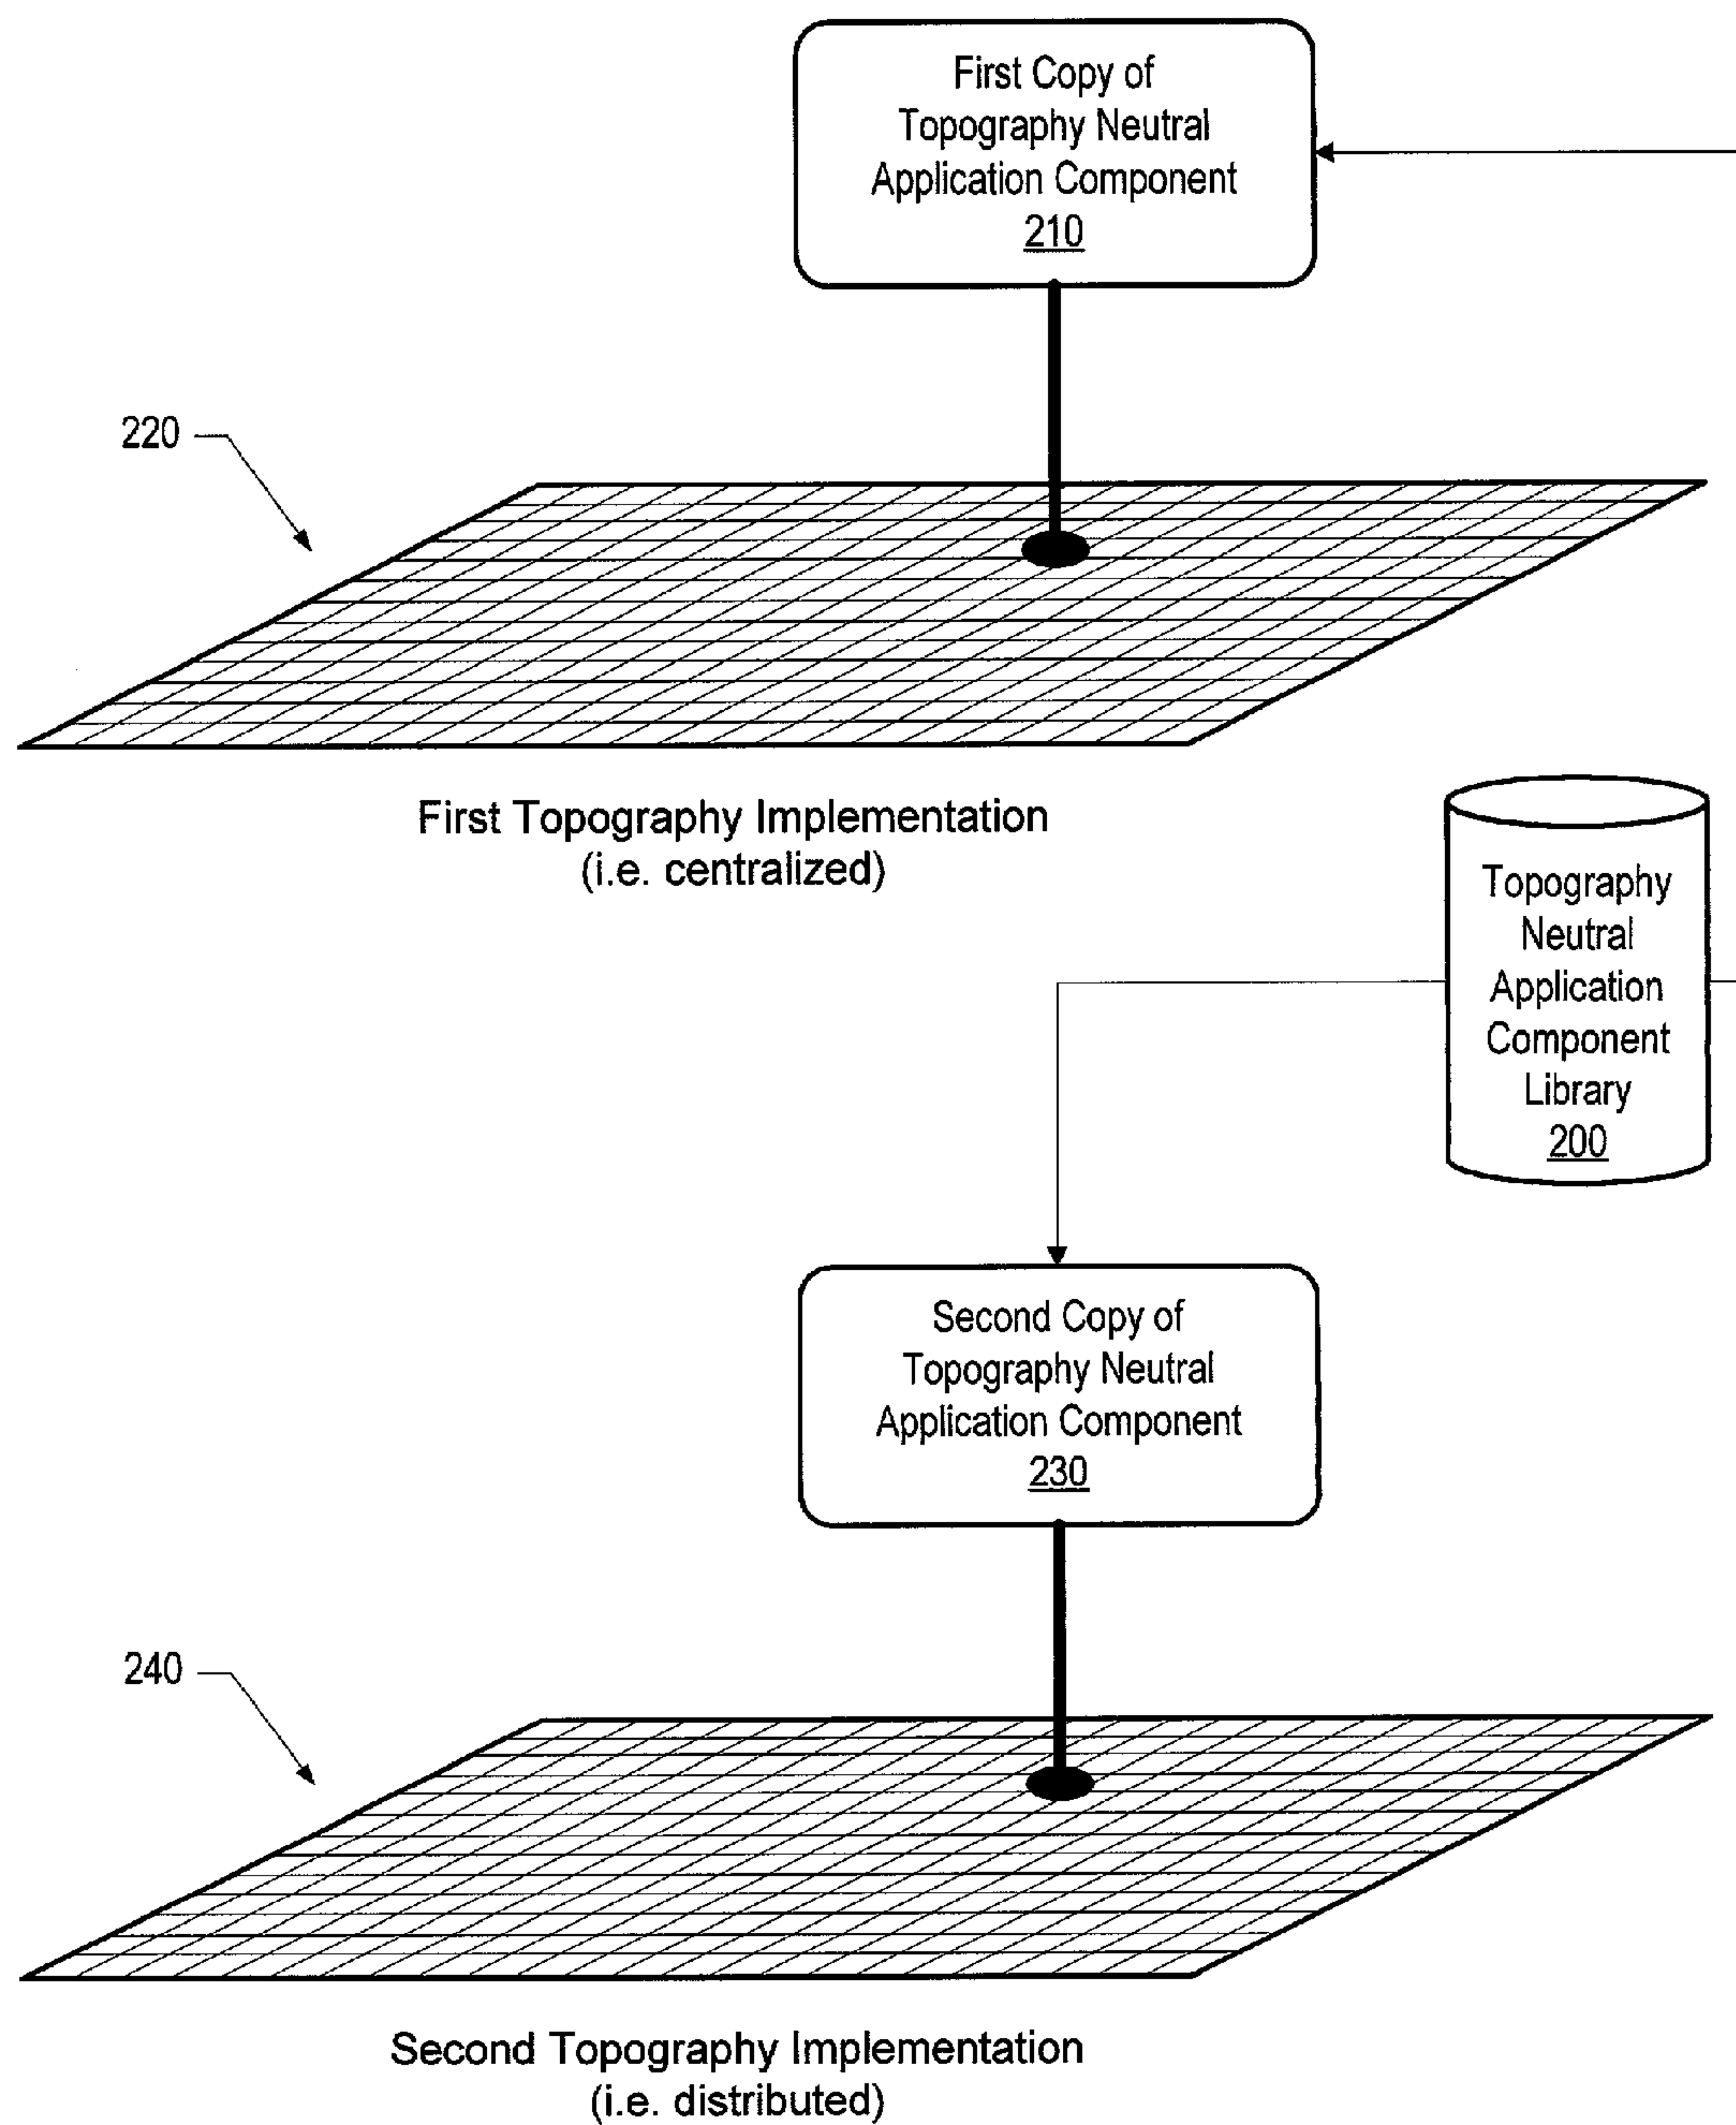 First Copy of
Topography Neutral
Application Component
210
220
First Topography Implementation
(i.e. centralized)
Topography
Neutral
Application
Component
Library
200
Second Copy of
Topography Neutral
Application Component
230
240
Second Topography Implementation
(i.e. distributed)